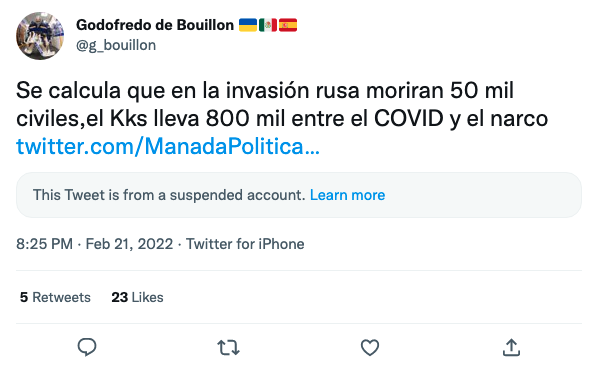 Godofredo de Bouillon 🇺🇦🇲🇽🇪🇸
@g_bouillon
Se calcula que en la invasión rusa moriran 50 mil
civiles,el Kks lleva 800 mil entre el COVID y el narco
twitter.com/ManadaPolitica...
This Tweet is from a suspended account. Learn more
8:25 PM · Feb 21, 2022 · Twitter for iPhone
5 Retweets 23 Likes